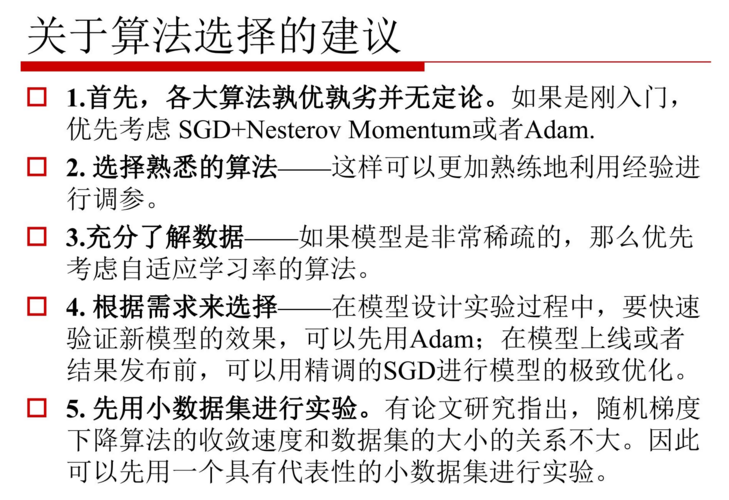 关于算法选择的建议
1.首先，各大算法孰优孰劣并无定论。如果是刚入门，
优先考虑 SGD+Nesterov Momentum或者Adam.
2. 选择熟悉的算法——这样可以更加熟练地利用经验进
行调参。
3.充分了解数据——如果模型是非常稀疏的，那么优先
考虑自适应学习率的算法。
4. 根据需求来选择——在模型设计实验过程中，要快速
验证新模型的效果，可以先用Adam；在模型上线或者
结果发布前，可以用精调的SGD进行模型的极致优化。
5. 先用小数据集进行实验。有论文研究指出，随机梯度
下降算法的收敛速度和数据集的大小的关系不大。因此
可以先用一个具有代表性的小数据集进行实验。